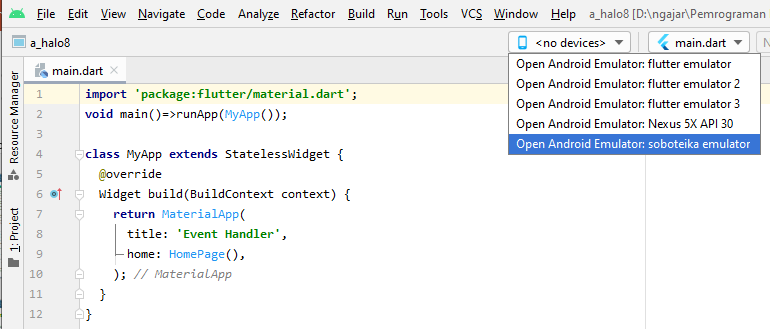 File Edit View Navigate Code Analyze Refactor Build Run Tools VCS Window Help a_halo8 [D:\ngajar\Pemrograman
a_halo8 <no devices> main.dart
main.dart
Open Android Emulator: flutter emulator
Open Android Emulator: flutter emulator 2
Open Android Emulator: flutter emulator 3
Open Android Emulator: Nexus 5X API 30
Open Android Emulator: soboteika emulator
Resource Manager
1: Project
1 import 'package:flutter/material.dart';
2 void main()=>runApp(MyApp());
3
4 class MyApp extends StatelessWidget {
5 @override
6 Widget build(BuildContext context) {
7 return MaterialApp(
8 title: 'Event Handler',
9 home: HomePage(),
10 ); // MaterialApp
11 }
12 }